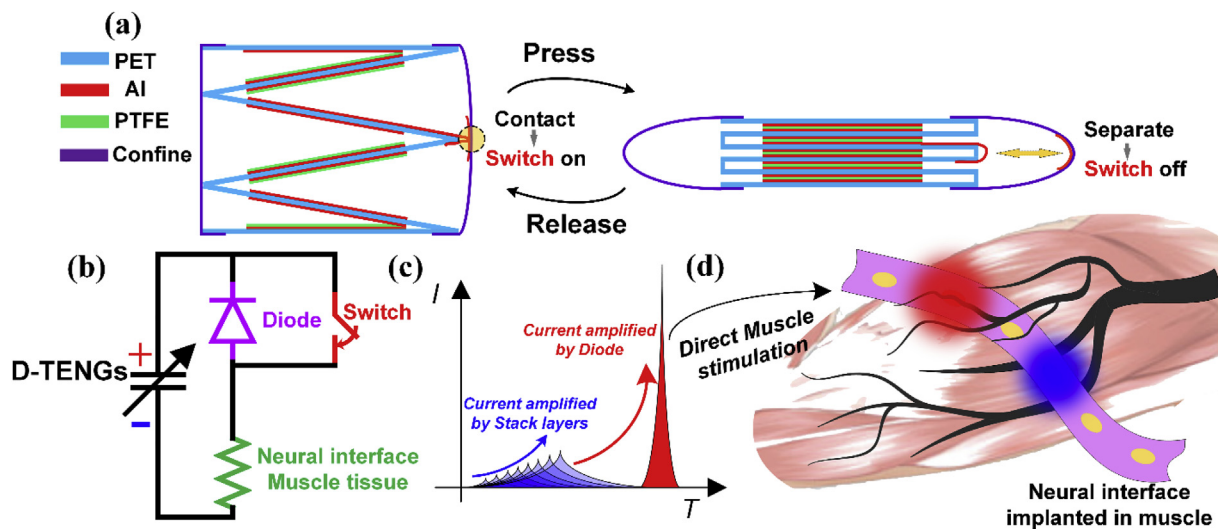 (a)
PET
Al
PTFE
Confine
Press
Contact
Switch on
Release
Separate
Switch off
(b)
Diode
Switch
+
D-TENGs
-
Neural interface
Muscle tissue
(c)
I
Current amplified
by Stack layers
Current amplified
by Diode
T
(d)
Direct Muscle
stimulation
Neural interface
implanted in muscle